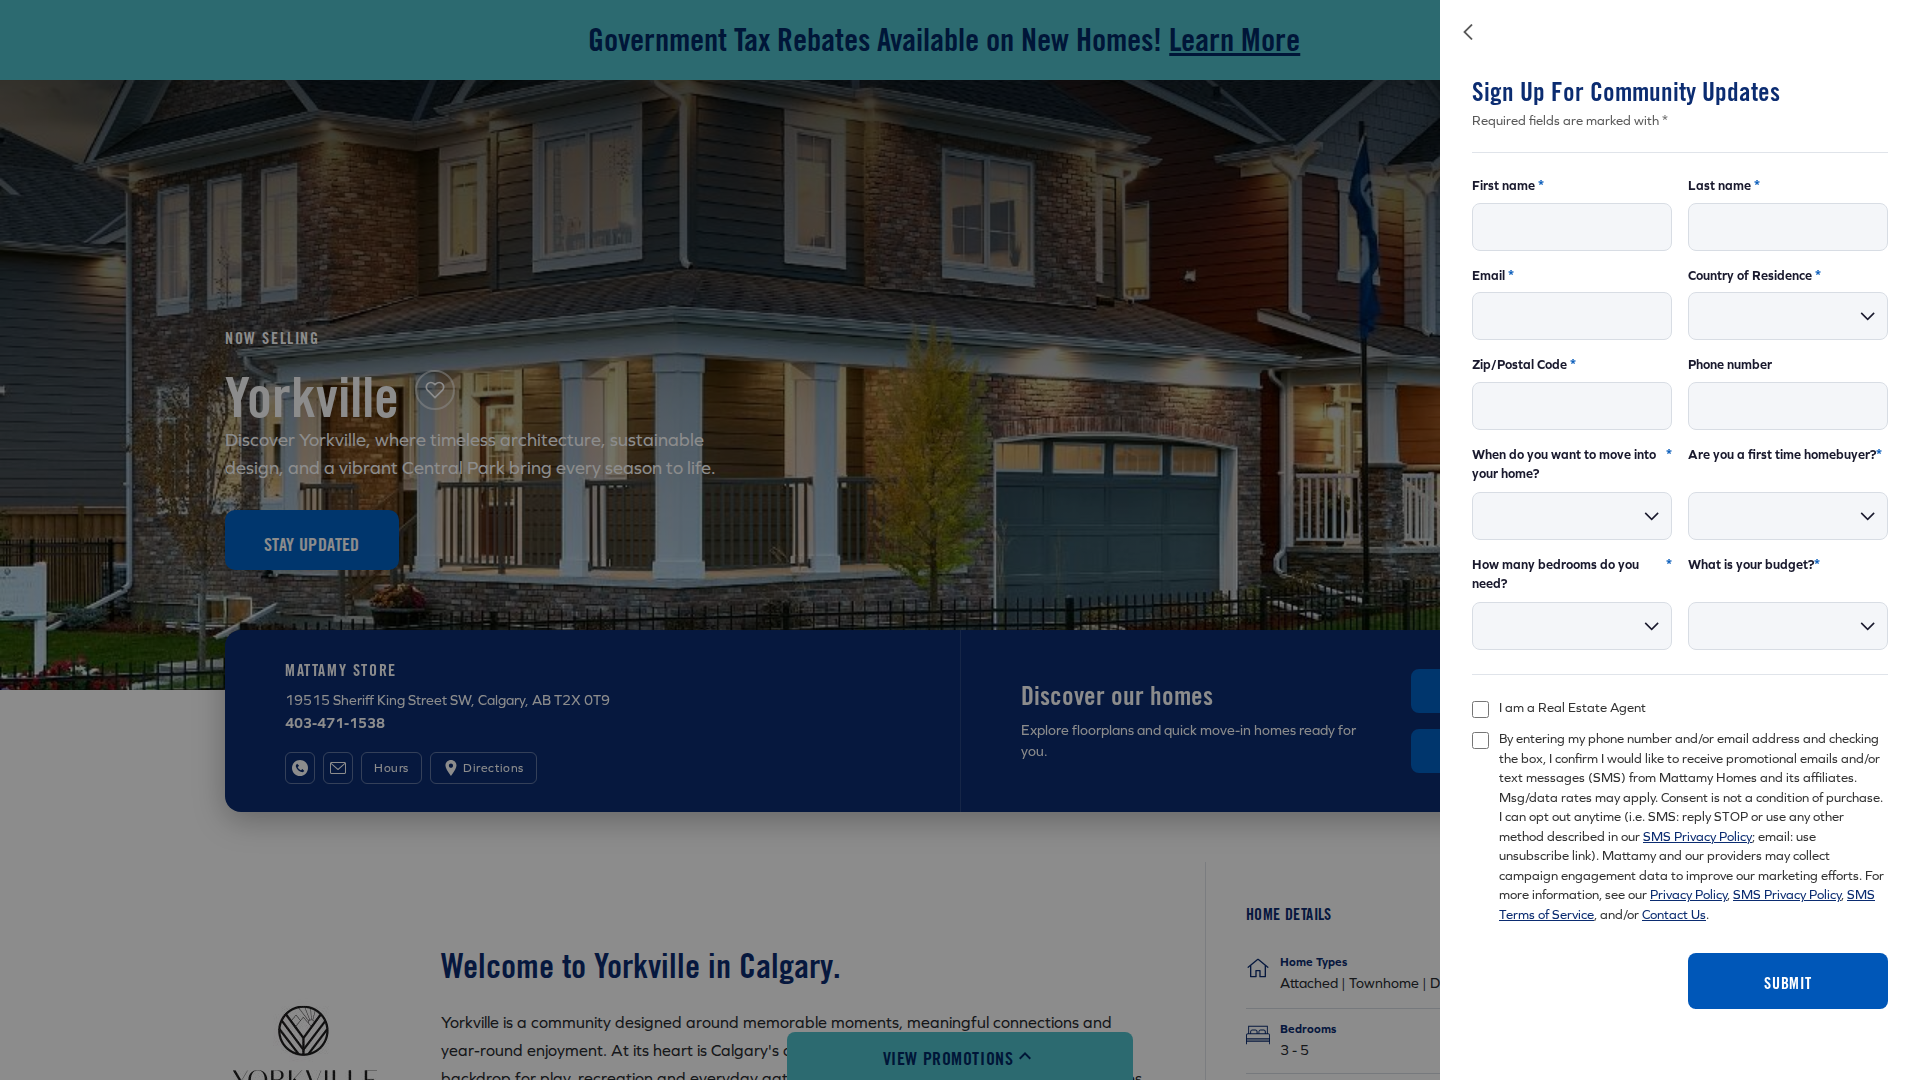 Government Tax Rebates Available on New Homes! Learn More
NOW SELLING
Yorkville
Discover Yorkville, where timeless architecture, sustainable
design, and a vibrant Central Park bring every season to life.
STAY UPDATED
MATTAMY STORE
19515 Sheriff King Street SW, Calgary, AB T2X 0T9
403-471-1538
Hours
Directions
Discover our homes
Explore floorplans and quick move-in homes ready for
you.
Welcome to Yorkville in Calgary.
Yorkville is a community designed around memorable moments, meaningful connections and
year-round enjoyment. At its heart is Calgary's
backdrop for play, recreation and everyday
YORKVILLE
VIEW PROMOTIONS
HOME DETAILS
Home Types
Attached | Townhome | D
Bedrooms
3 - 5
Sign Up For Community Updates
Required fields are marked with *
First name *
Last name *
Email *
Country of Residence *
Zip/Postal Code *
Phone number
When do you want to move into *
your home?
Are you a first time homebuyer?*
How many bedrooms do you *
need?
What is your budget?*
I am a Real Estate Agent
By entering my phone number and/or email address and checking
the box, I confirm I would like to receive promotional emails and/or
text messages (SMS) from Mattamy Homes and its affiliates.
Msg/data rates may apply. Consent is not a condition of purchase.
I can opt out anytime (i.e. SMS: reply STOP or use any other
method described in our SMS Privacy Policy; email: use
unsubscribe link). Mattamy and our providers may collect
campaign engagement data to improve our marketing efforts. For
more information, see our Privacy Policy, SMS Privacy Policy, SMS
Terms of Service, and/or Contact Us.
SUBMIT